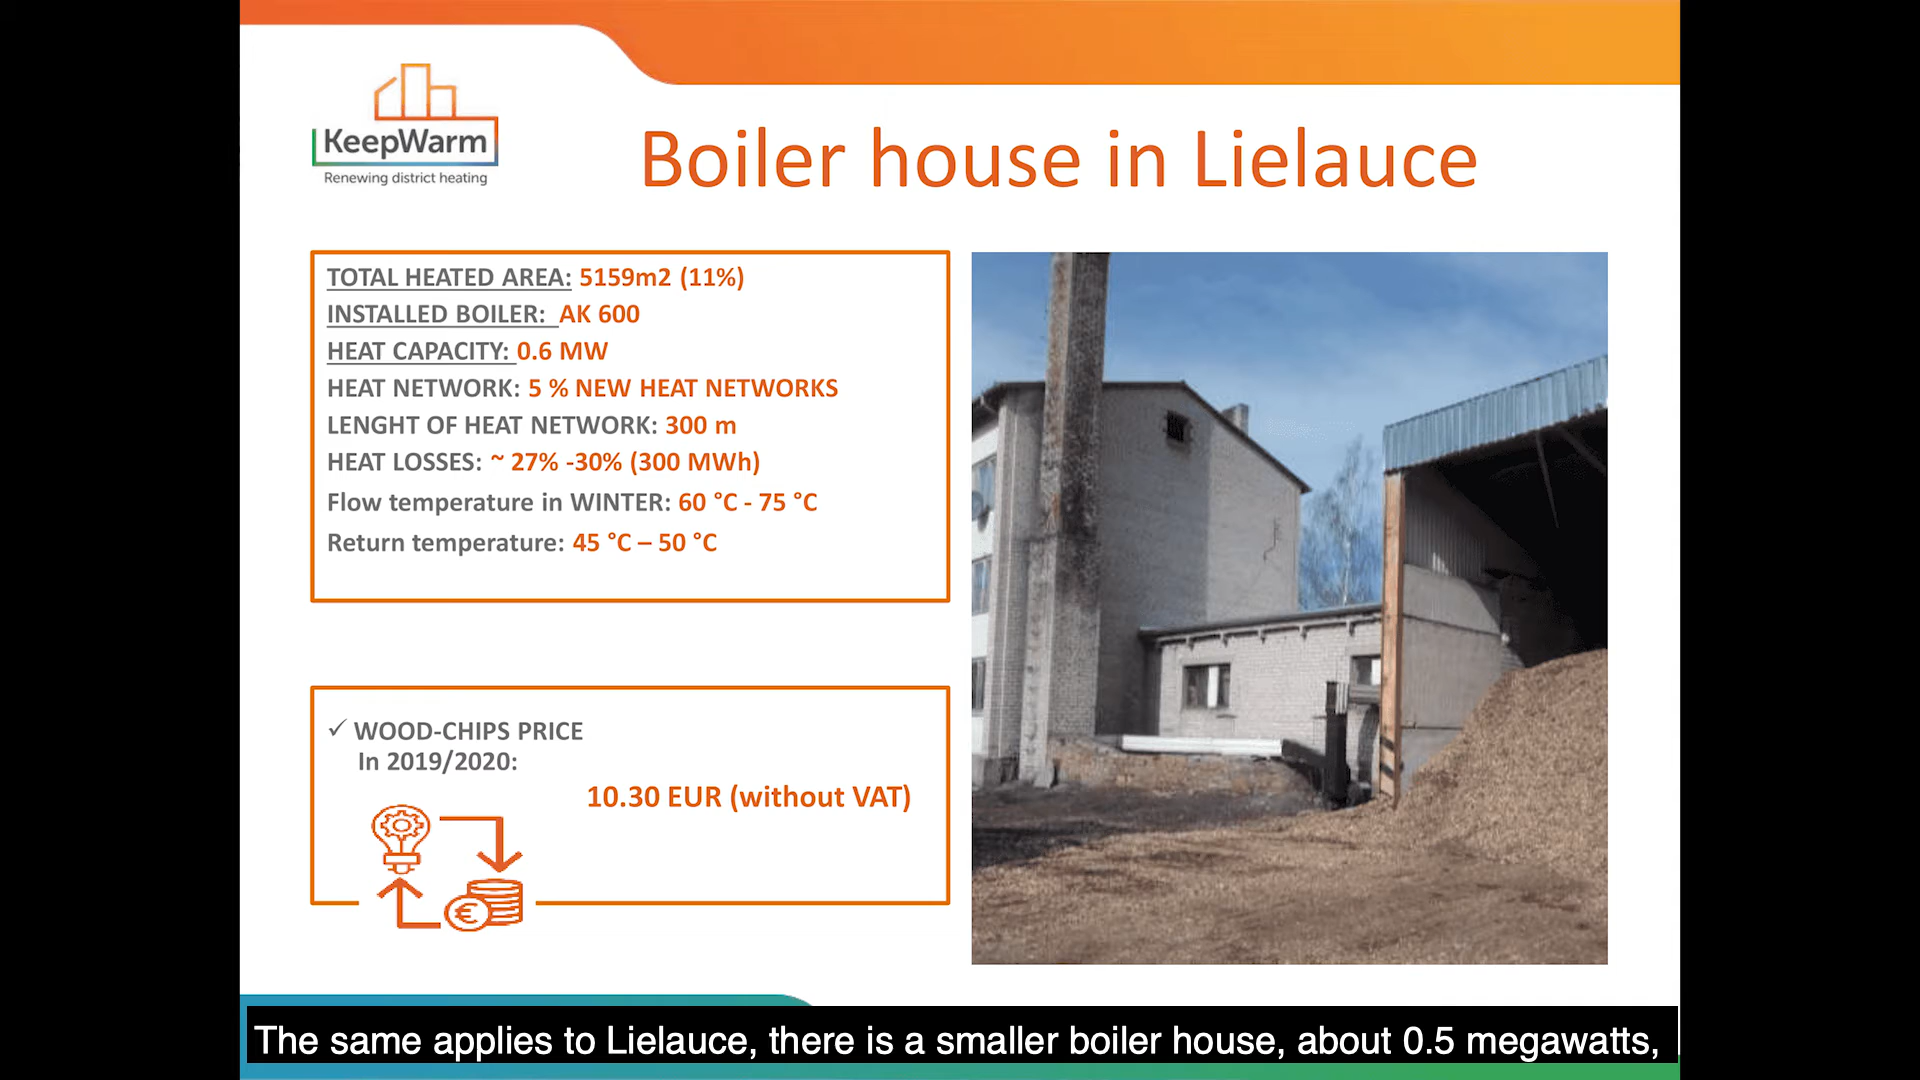 KeepWarm
Renewing district heating
Boiler house in Lielauce
TOTAL HEATED AREA: 5159m2 (11%)
INSTALLED BOILER: AK 600
HEAT CAPACITY: 0.6 MW
HEAT NETWORK: 5 % NEW HEAT NETWORKS
LENGHT OF HEAT NETWORK: 300 m
HEAT LOSSES: ~ 27% -30% (300 MWh)
Flow temperature in WINTER: 60 °C - 75 °C
Return temperature: 45 °C – 50 °C
✓ WOOD-CHIPS PRICE
In 2019/2020:
10.30 EUR (without VAT)
€
The same applies to Lielauce, there is a smaller boiler house, about 0.5 megawatts,